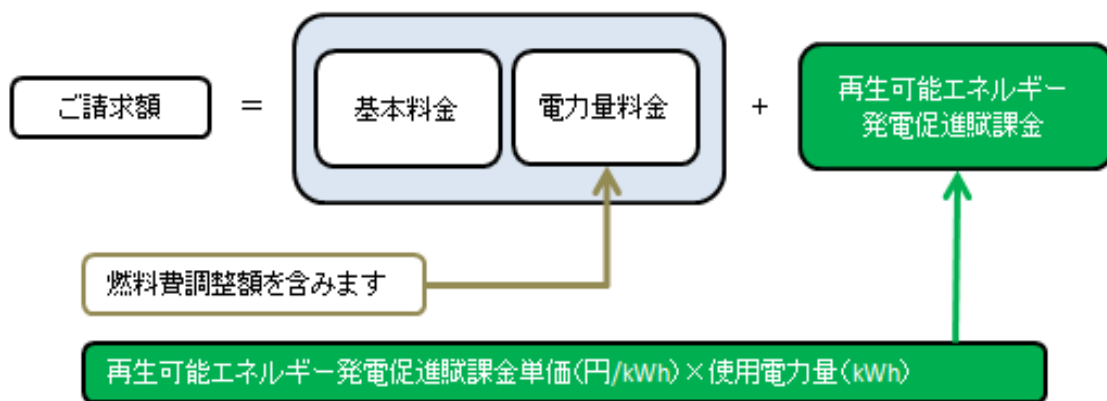 ご請求額 = 基本料金 電力量料金 + 再生可能エネルギー
発電促進賦課金
燃料費調整額を含みます
再生可能エネルギー発電促進賦課金単価(円/kWh)×使用電力量(kWh)